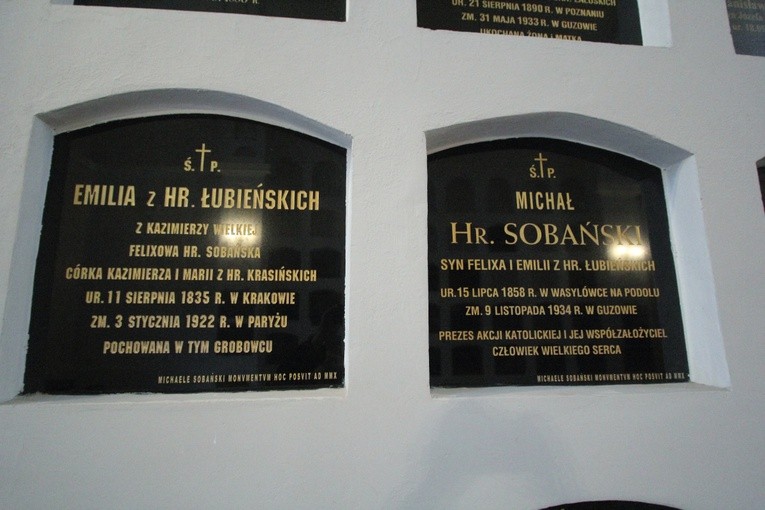 UR. 21 SIERPNIA 1890 R. W POZNANIU
ZM. 31 MAJA 1933 R. W GUZOWIE
UKOCHANA ŻONA I MATKA
Ś. P.
EMILIA Z HR. ŁUBIEŃSKICH
Z KAZIMIERZY WIELKIEJ
FELIXOWA HR. SOBAŃSKA
CÓRKA KAZIMIERZA I MARII Z HR. KRASIŃSKICH
UR. 11 SIERPNIA 1835 R. W KRAKOWIE
ZM. 3 STYCZNIA 1922 R. W PARYŻU
POCHOWANA W TYM GROBOWCU
MICHAELE SOBAŃSKI MONVMENTVM HOC POSVIT AD MMX
Ś. P.
MICHAŁ
HR. SOBAŃSKI
SYN FELIXA I EMILII Z HR. ŁUBIEŃSKICH
UR. 15 LIPCA 1858 R. W WASYLÓWCE NA PODOLU
ZM. 9 LISTOPADA 1934 R. W GUZOWIE
PREZES AKCJI KATOLICKIEJ I JEJ WSPÓŁZAŁOŻYCIEL
CZŁOWIEK WIELKIEGO SERCA
MICHAELE SOBAŃSKI MONVMENTVM HOC POSVIT AD MMX